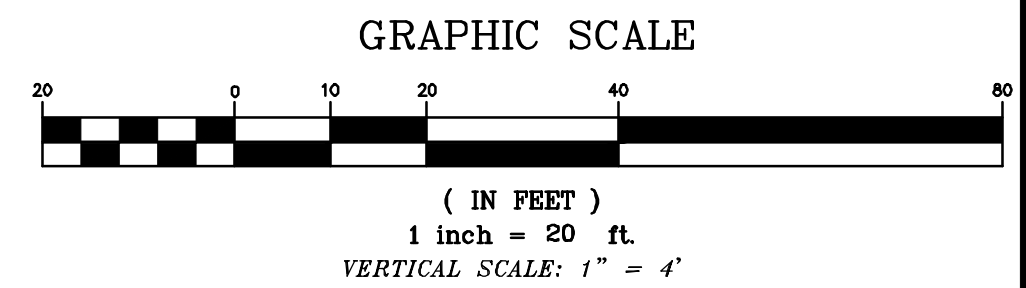 GRAPHIC SCALE
20 0 10 20 40 80
( IN FEET )
1 inch = 20 ft.
VERTICAL SCALE: 1" = 4'